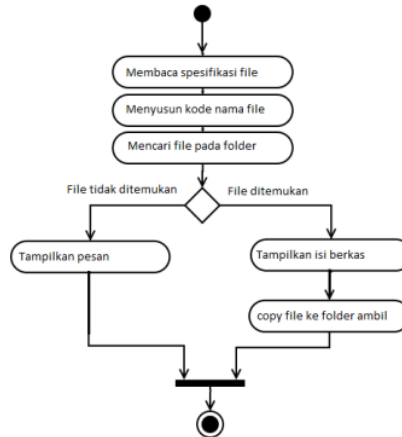 Membaca spesifikasi file
Menyusun kode nama file
Mencari file pada folder
File tidak ditemukan
File ditemukan
Tampilkan pesan
Tampilkan isi berkas
copy file ke folder ambil